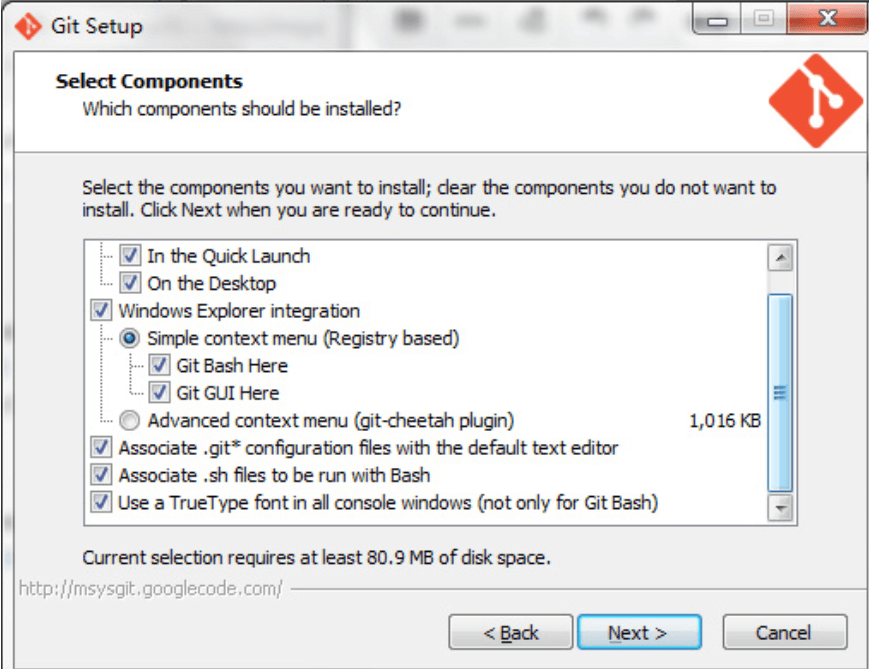 Git Setup
Select Components
Which components should be installed?
Select the components you want to install; clear the components you do not want to
install. Click Next when you are ready to continue.
In the Quick Launch
On the Desktop
Windows Explorer integration
Simple context menu (Registry based)
Git Bash Here
Git GUI Here
Advanced context menu (git-cheetah plugin) 1,016 KB
Associate .git* configuration files with the default text editor
Associate .sh files to be run with Bash
Use a TrueType font in all console windows (not only for Git Bash)
Current selection requires at least 80.9 MB of disk space.
http://msysgit.googlecode.com/
< Back Next > Cancel